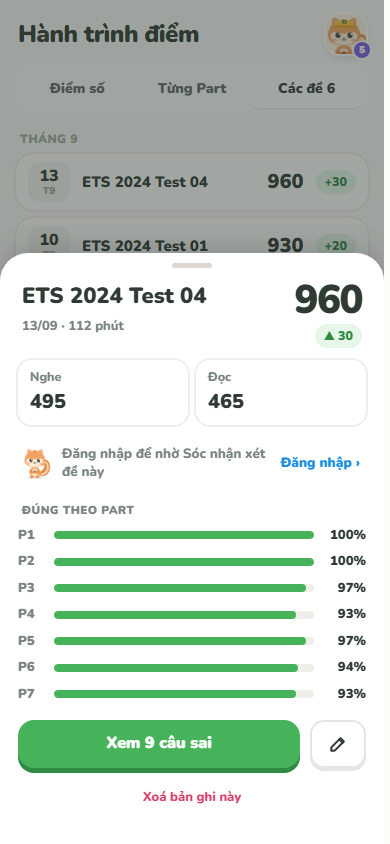 Hành trình điểm
5
Điểm số Từng Part Các đề 6
THÁNG 9
13 ETS 2024 Test 04 960 +30
T9
10 ETS 2024 Test 01 930 +20
ETS 2024 Test 04 960
13/09 · 112 phút ▲ 30
Nghe Đọc
495 465
Đăng nhập để nhờ Sóc nhận xét
đề này
Đăng nhập ›
ĐÚNG THEO PART
P1 100%
P2 100%
P3 97%
P4 93%
P5 97%
P6 94%
P7 93%
Xem 9 câu sai
Xoá bản ghi này